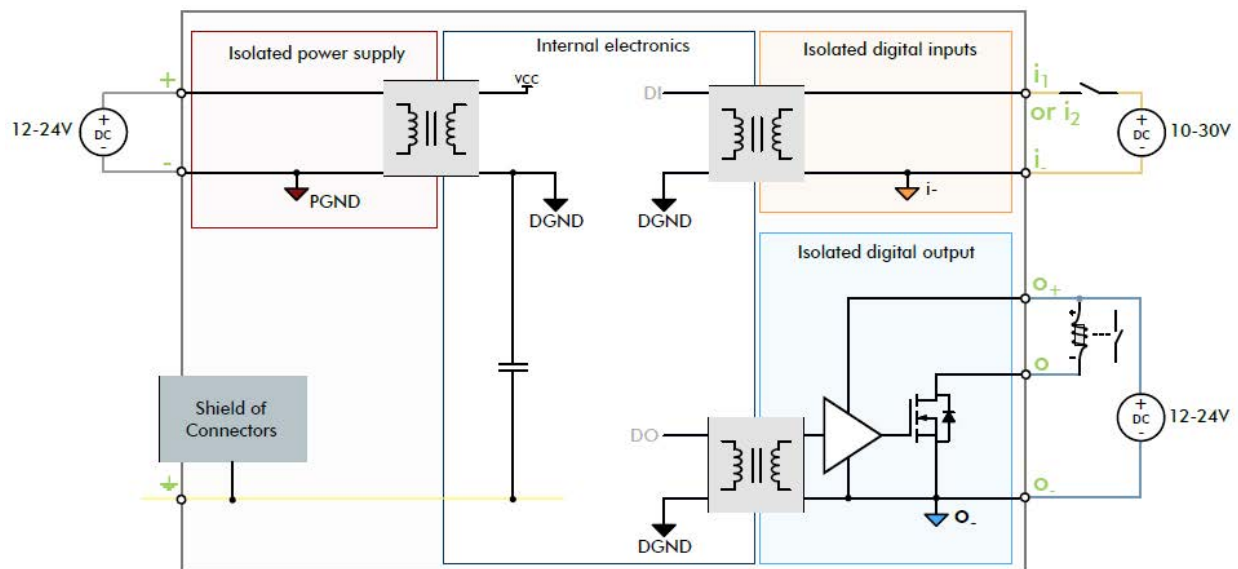 Isolated power supply
Internal electronics
Isolated digital inputs
+
VCC
DI
i1
or i2
12-24V
+
DC
-
+
DC
-
10-30V
-
i-
PGND
DGND
DGND
i-
Isolated digital output
o+
+
-
o
Shield of
Connectors
DO
+
DC
-
12-24V
o-
DGND
o-